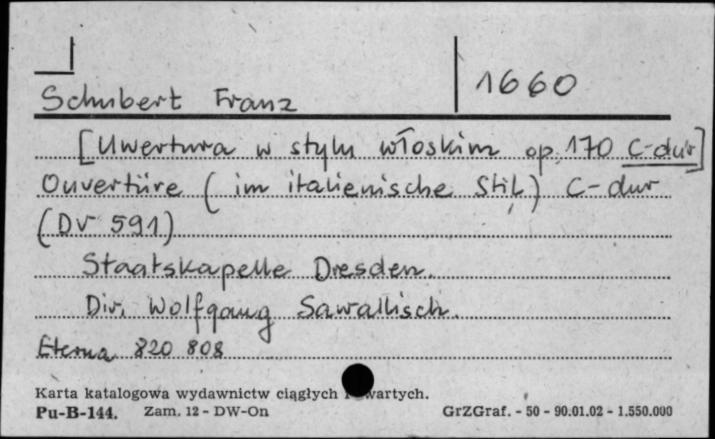 1660
Schubert Franz
[Uwertura w stylu włoskim op. 170 C-dur]
Ouvertüre (im italienische Stil) C-dur
(DV 591)
Staatskapelle Dresden.
Dir. Wolfgang Sawallisch.
Eterna 820 808
Karta katalogowa wydawnictw ciągłych i zwartych.
Pu-B-144. Zam. 12 - DW-On GrZGraf. - 50 - 90.01.02 - 1.550.000